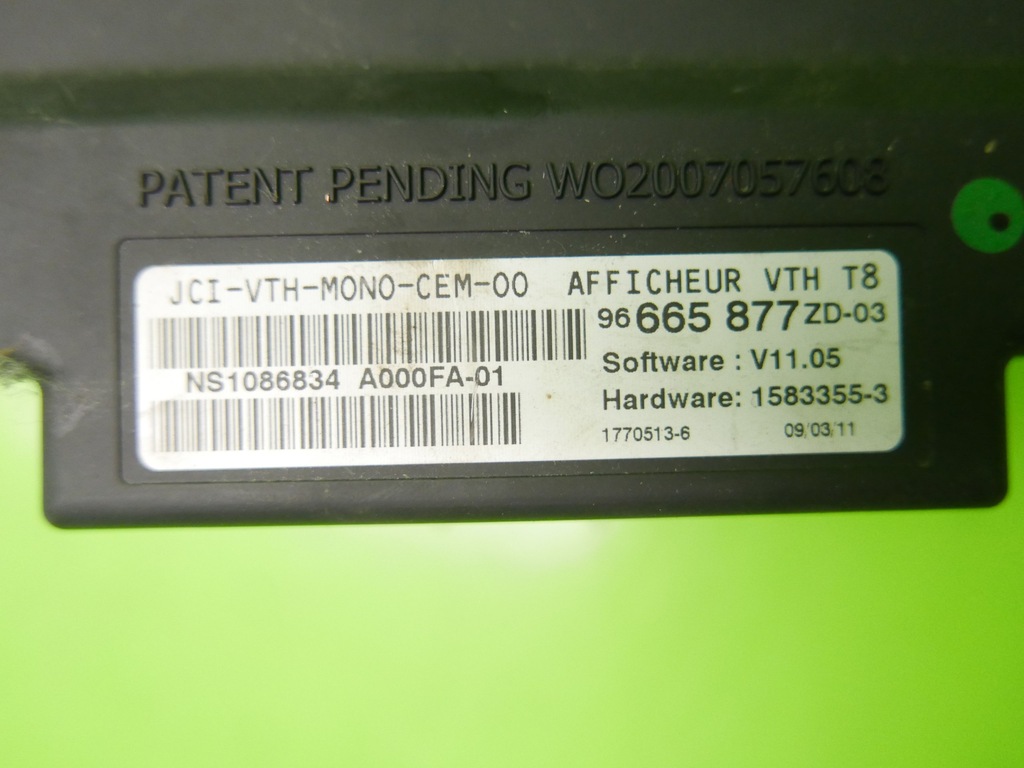 PATENT PENDING WO2007057608
JCI-VTH-MONO-CEM-00 AFFICHEUR VTH T8
96 665 877 ZD-03
NS1086834 A000FA-01
Software : V11.05
Hardware: 1583355-3
1770513-6 09/03/11